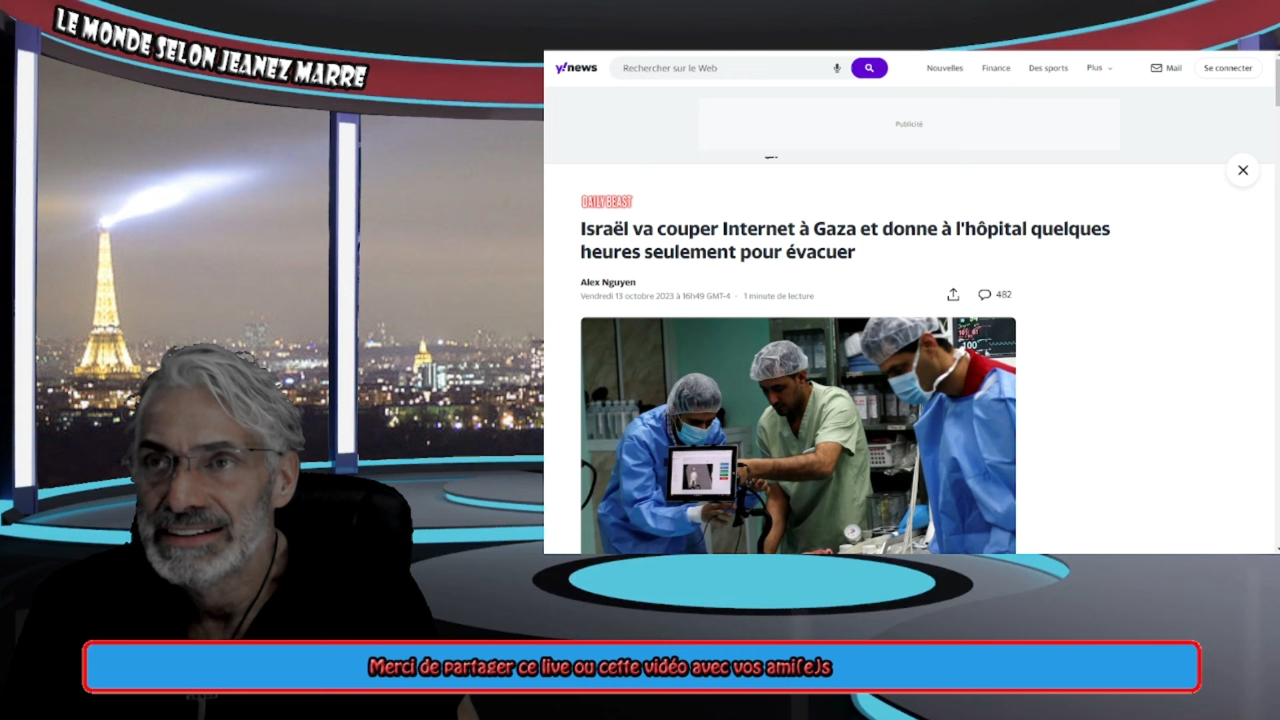 LE MONDE SELON JEANEZ MARRE
y!news
Rechercher sur le Web
Nouvelles
Finance
Des sports
Plus
Mail
Se connecter
Publicité
DAILY BEAST
Israël va couper Internet à Gaza et donne à l'hôpital quelques
heures seulement pour évacuer
Alex Nguyen
Vendredi 13 octobre 2023 à 16h49 GMT-4 · 1 minute de lecture
482
100
Merci de partager ce live ou cette vidéo avec vos ami(e)s